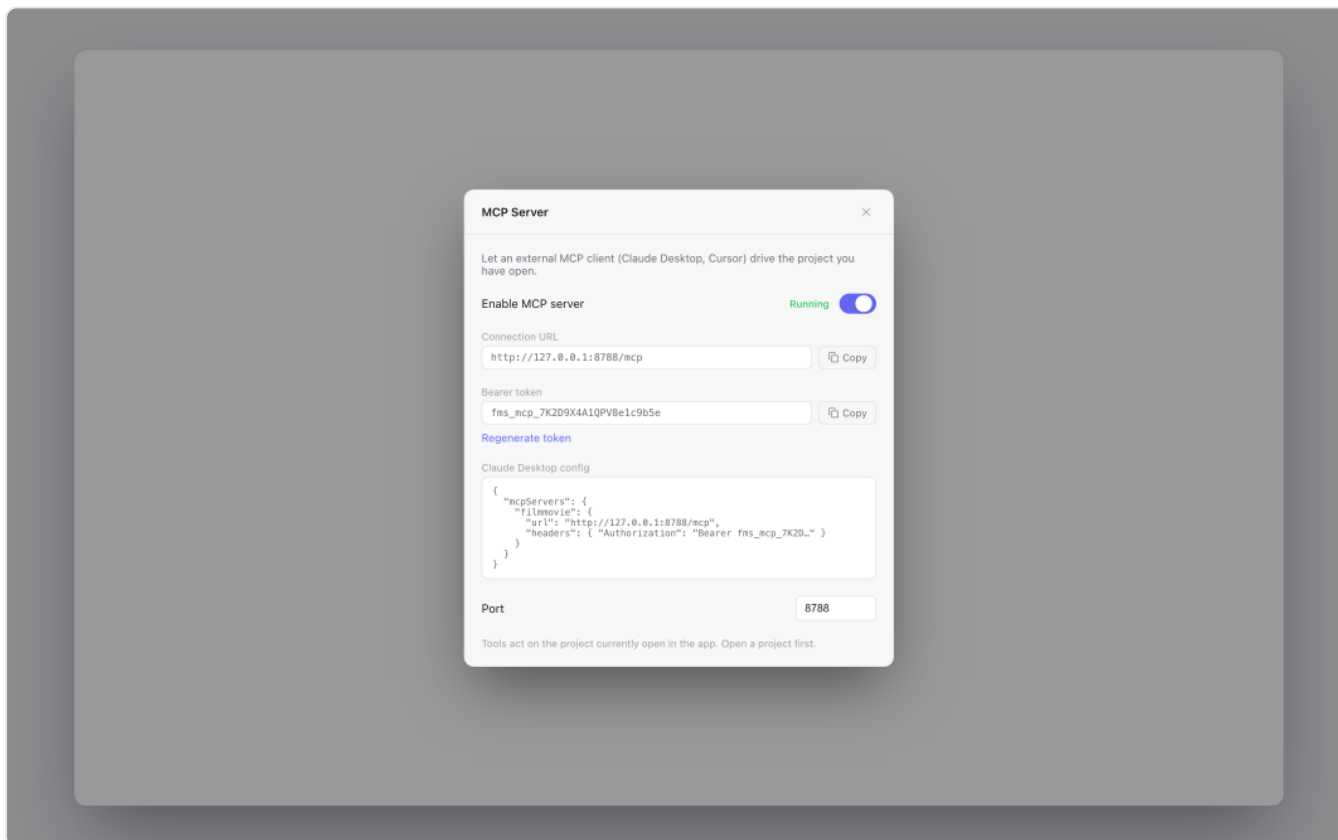 MCP Server
Let an external MCP client (Claude Desktop, Cursor) drive the project you
have open.
Enable MCP server
Running
Connection URL
http://127.0.0.1:8788/mcp
Copy
Bearer token
fms_mcp_7K2D9X4A1QPV8e1c9b5e
Copy
Regenerate token
Claude Desktop config
{
  "mcpServers": {
    "filmmovie": {
      "url": "http://127.0.0.1:8788/mcp",
      "headers": { "Authorization": "Bearer fms_mcp_7K2D…" }
    }
  }
}
Port
8788
Tools act on the project currently open in the app. Open a project first.